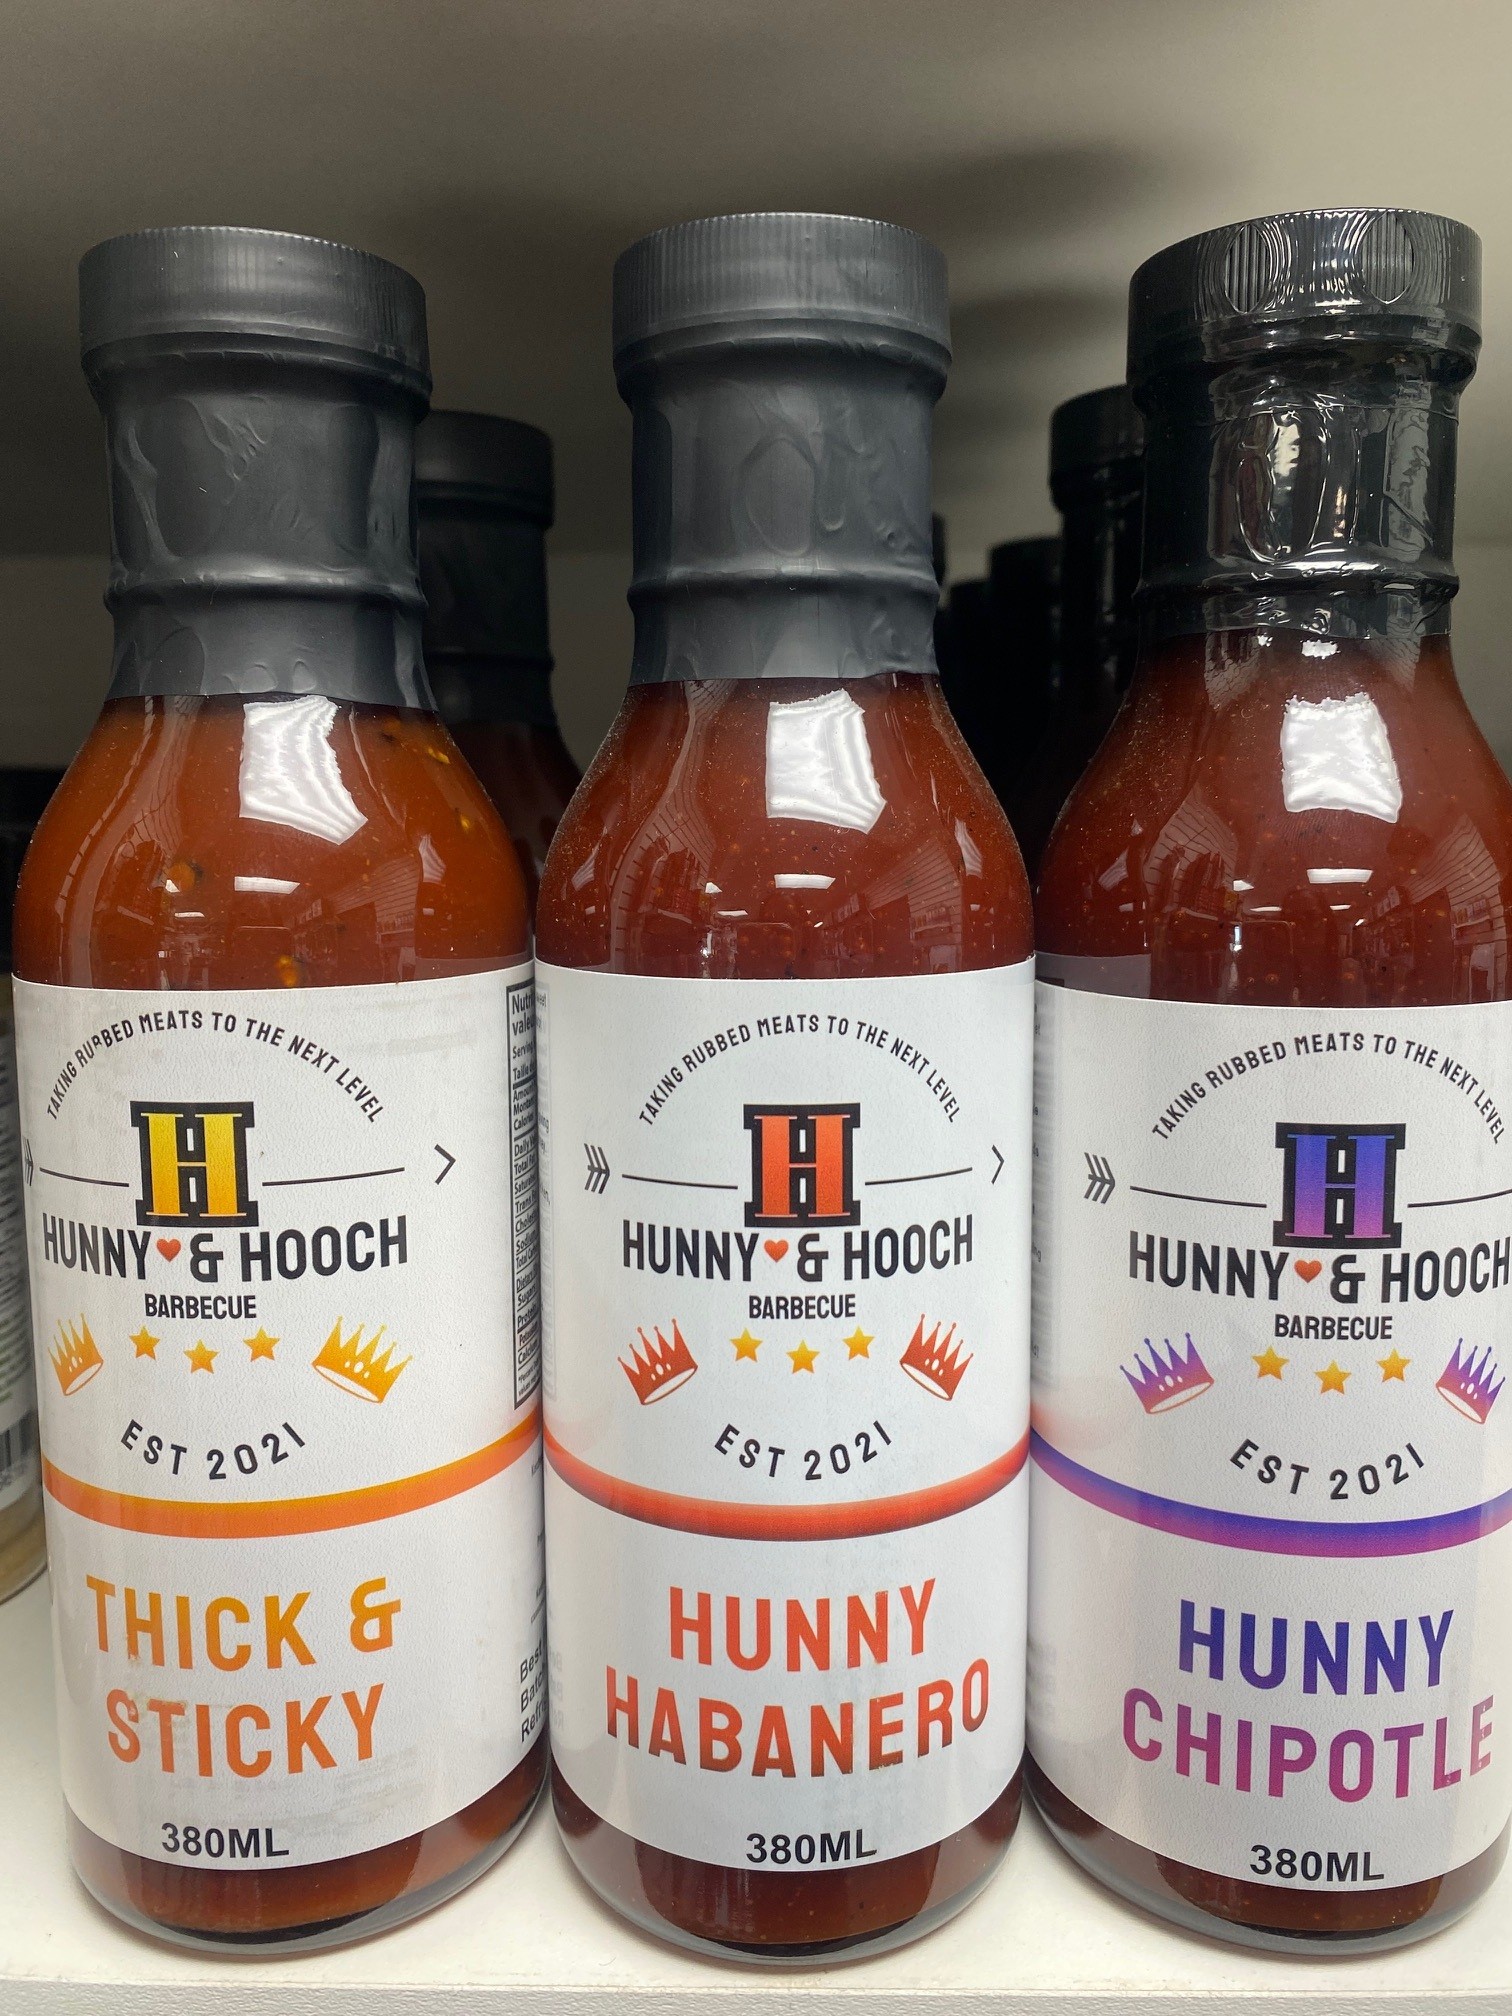 TAKING RUBBED MEATS TO THE NEXT LEVEL
H
HUNNY & HOOCH
BARBECUE
EST 2021
THICK &
STICKY
380ML
TAKING RUBBED MEATS TO THE NEXT LEVEL
H
HUNNY & HOOCH
BARBECUE
EST 2021
HUNNY
HABANERO
380ML
TAKING RUBBED MEATS TO THE NEXT LEVEL
H
HUNNY & HOOCH
BARBECUE
EST 2021
HUNNY
CHIPOTLE
380ML